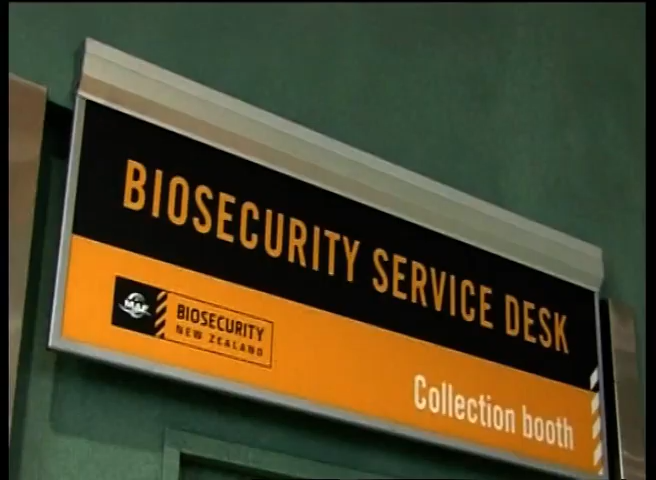 BIOSECURITY SERVICE DESK
MAF
BIOSECURITY
NEW ZEALAND
Collection booth